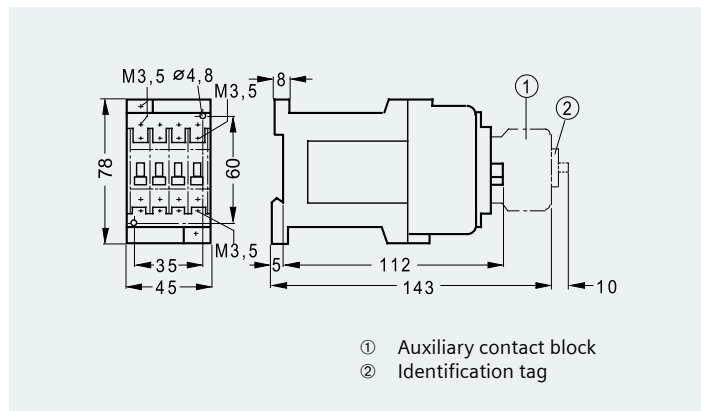 M3,5 ⌀4,8
M3,5
8
①
②
78
60
M3,5
35
45
5
112
143
10
① Auxiliary contact block
② Identification tag